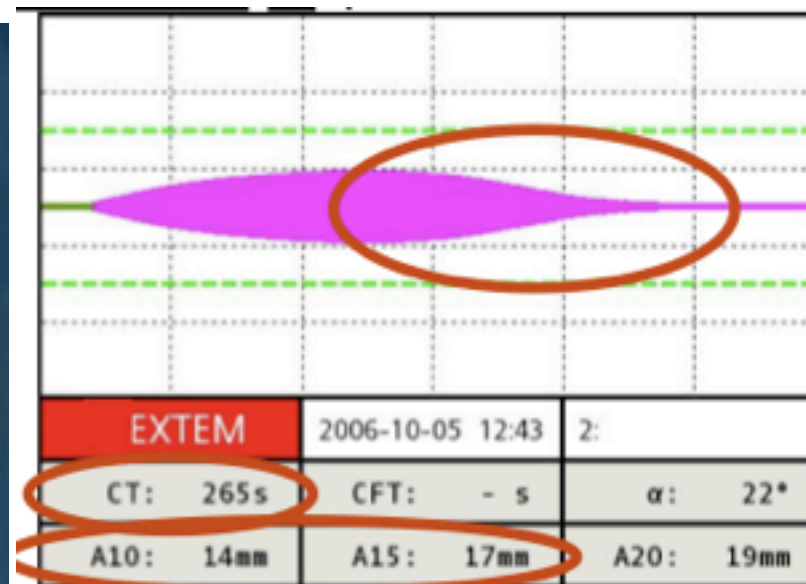 EXTEM 2006-10-05 12:43 2:
CT: 265s CFT: - s α: 22°
A10: 14mm A15: 17mm A20: 19mm